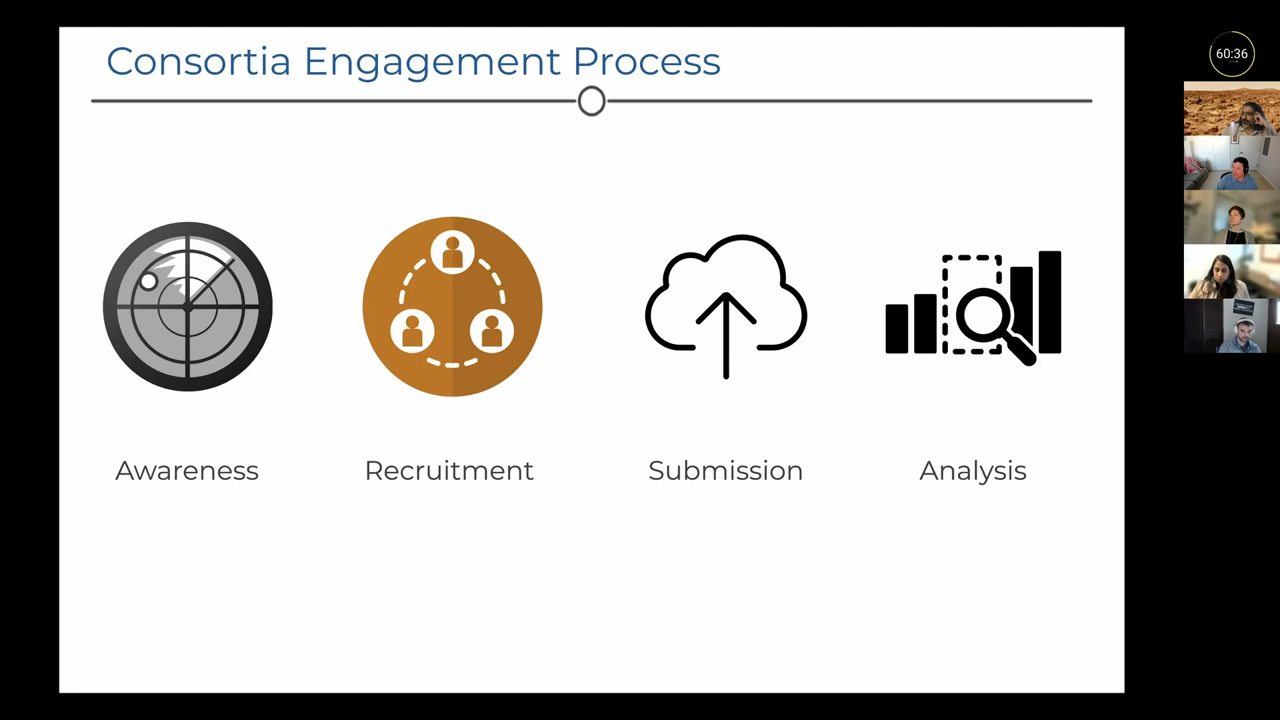 Consortia Engagement Process
60:36
Awareness
Recruitment
Submission
Analysis